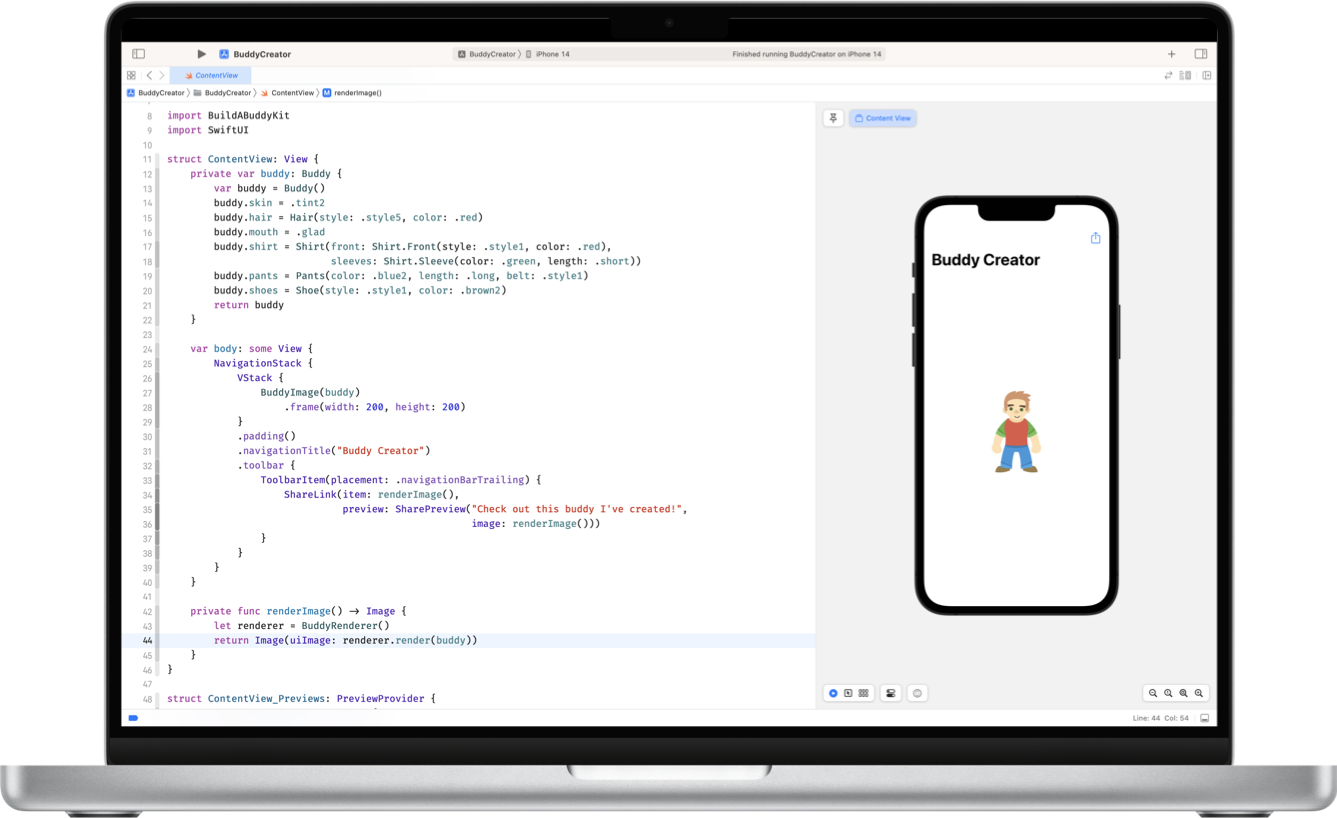 BuddyCreator
BuddyCreator 〉 iPhone 14
Finished running BuddyCreator on iPhone 14
ContentView
BuddyCreator 〉 BuddyCreator 〉 ContentView 〉 M renderImage()
8 import BuildABuddyKit
9 import SwiftUI
10
11 struct ContentView: View {
12 private var buddy: Buddy {
13 var buddy = Buddy()
14 buddy.skin = .tint2
15 buddy.hair = Hair(style: .style5, color: .red)
16 buddy.mouth = .glad
17 buddy.shirt = Shirt(front: Shirt.Front(style: .style1, color: .red),
18 sleeves: Shirt.Sleeve(color: .green, length: .short))
19 buddy.pants = Pants(color: .blue2, length: .long, belt: .style1)
20 buddy.shoes = Shoe(style: .style1, color: .brown2)
21 return buddy
22 }
23
24 var body: some View {
25 NavigationStack {
26 VStack {
27 BuddyImage(buddy)
28 .frame(width: 200, height: 200)
29 }
30 .padding()
31 .navigationTitle("Buddy Creator")
32 .toolbar {
33 ToolbarItem(placement: .navigationBarTrailing) {
34 ShareLink(item: renderImage(),
35 preview: SharePreview("Check out this buddy I've created!",
36 image: renderImage()))
37 }
38 }
39 }
40 }
41
42 private func renderImage() -> Image {
43 let renderer = BuddyRenderer()
44 return Image(uiImage: renderer.render(buddy))
45 }
46 }
47
48 struct ContentView_Previews: PreviewProvider {
Content View
Buddy Creator
Line: 44 Col: 54